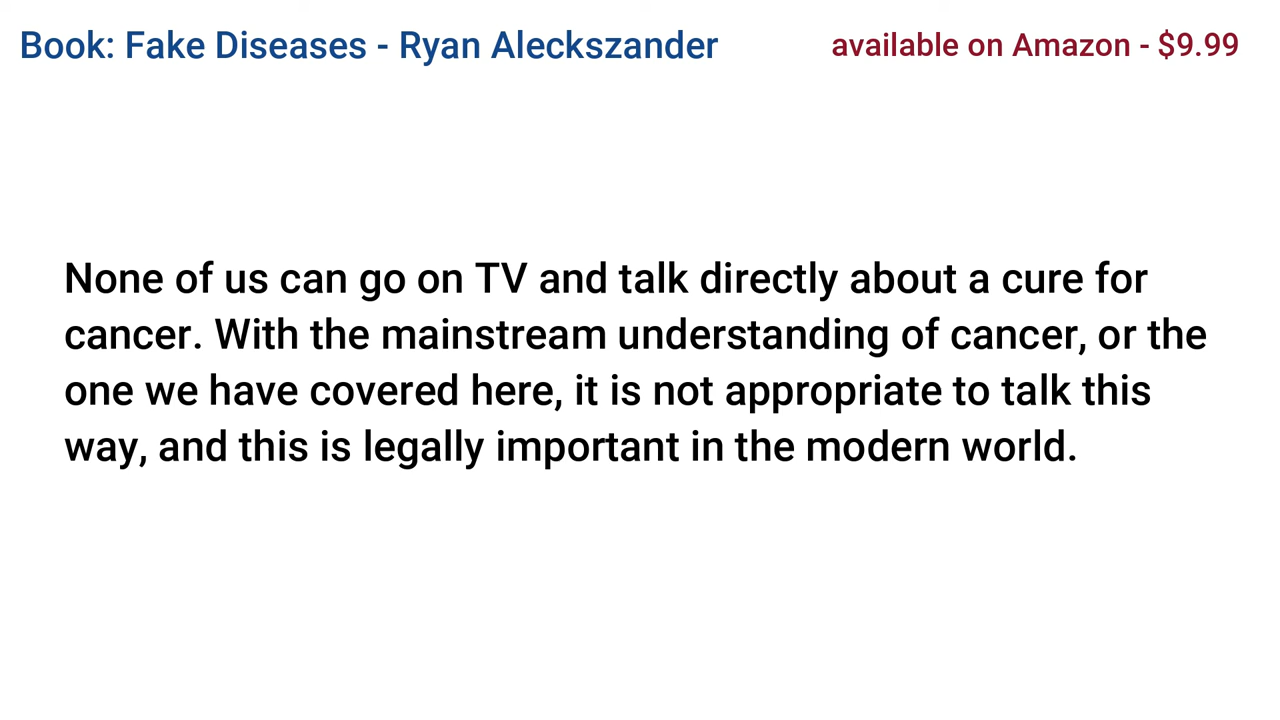 Book: Fake Diseases - Ryan Aleckszander
available on Amazon - $9.99
None of us can go on TV and talk directly about a cure for
cancer. With the mainstream understanding of cancer, or the
one we have covered here, it is not appropriate to talk this
way, and this is legally important in the modern world.